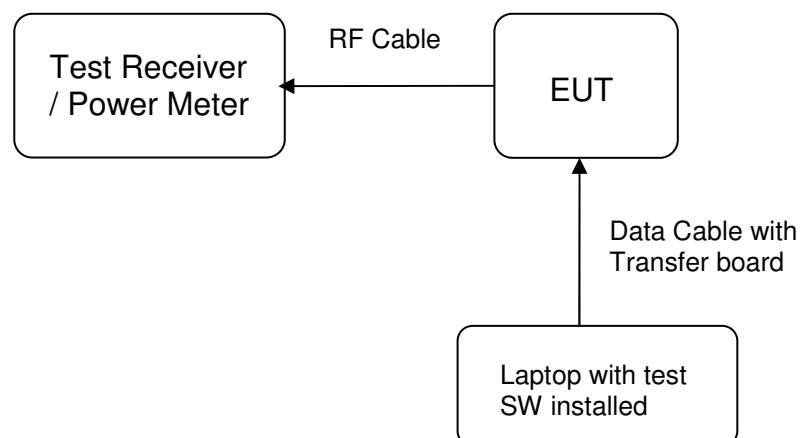 RF Cable
Test Receiver
/ Power Meter
EUT
Data Cable with
Transfer board
Laptop with test
SW installed